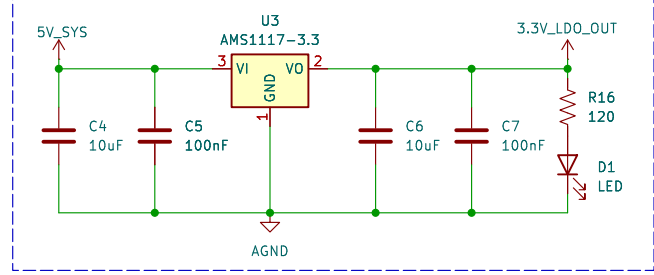 U3
AMS1117-3.3
5V_SYS
3.3V_LDO_OUT
3
VI
VO
2
GND
1
R16
120
C4
10uF
C5
100nF
C6
10uF
C7
100nF
D1
LED
AGND